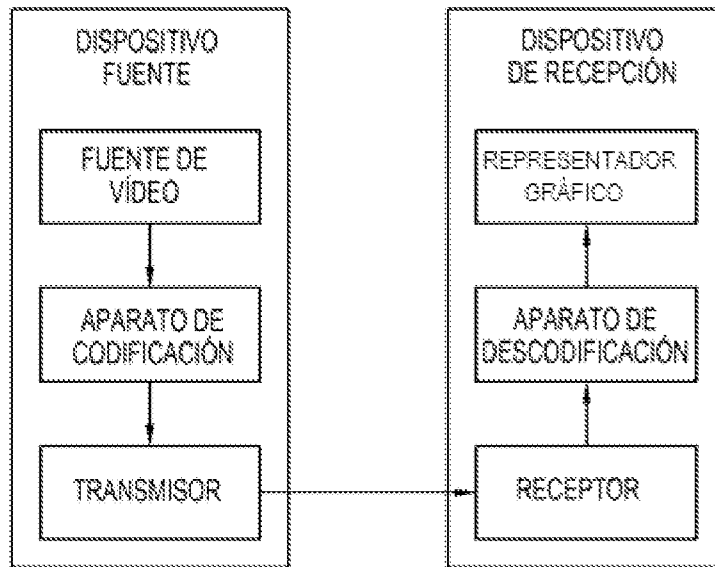 DISPOSITIVO
FUENTE
FUENTE DE
VÍDEO
APARATO DE
CODIFICACIÓN
TRANSMISOR
DISPOSITIVO
DE RECEPCIÓN
REPRESENTADOR
GRÁFICO
APARATO DE
DESCODIFICACIÓN
RECEPTOR